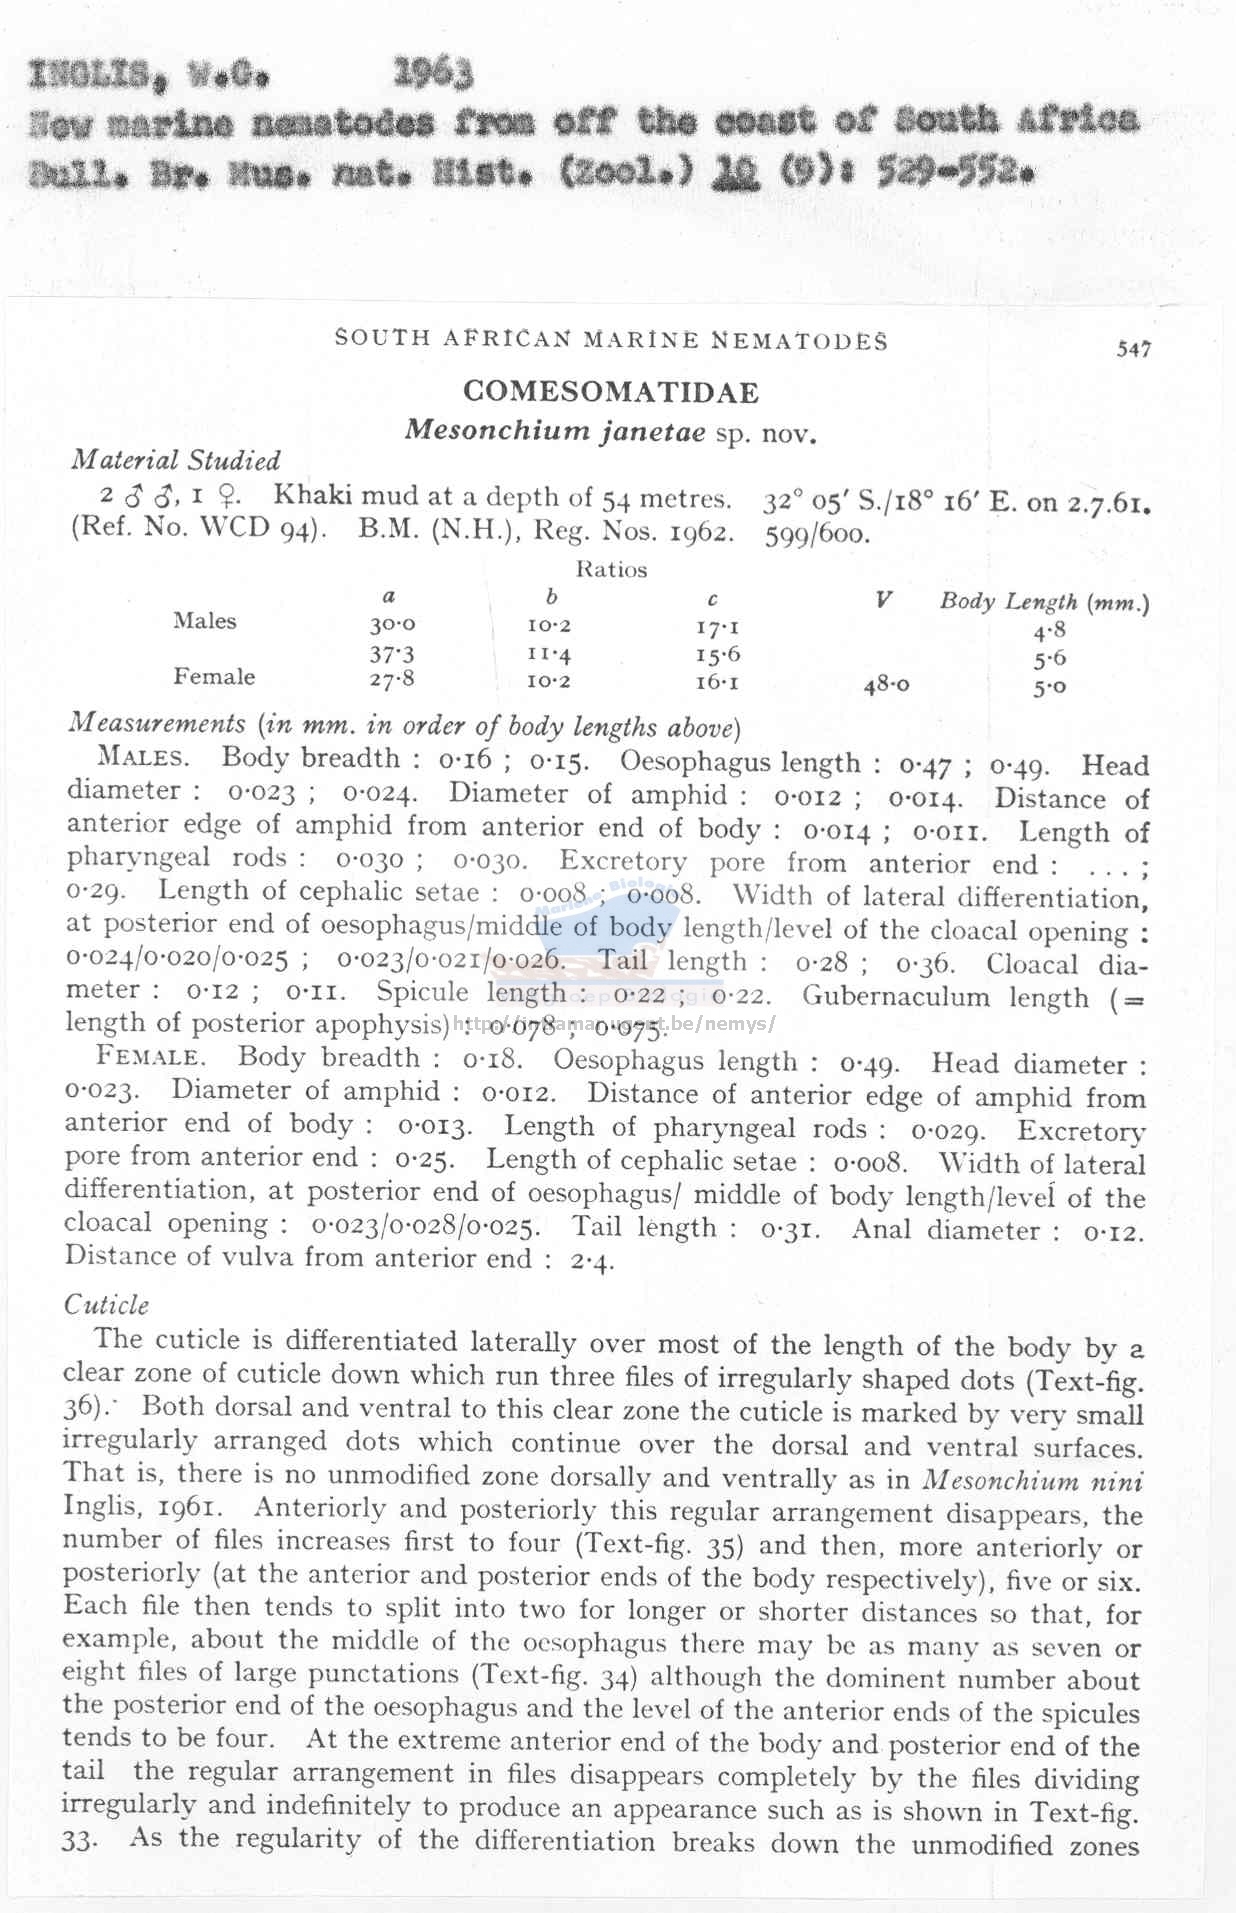 INGLIS, W.G. 1963
New marine nematodes from off the coast of South Africa
Bull. Br. Mus. nat. Hist. (Zool.) 10 (9): 529-552.
SOUTH AFRICAN MARINE NEMATODES 547
COMESOMATIDAE
Mesonchium janetae sp. nov.
Material Studied
2 ♂ ♂, 1 ♀. Khaki mud at a depth of 54 metres. 32° 05′ S./18° 16′ E. on 2.7.61.
(Ref. No. WCD 94). B.M. (N.H.), Reg. Nos. 1962. 599/600.
Ratios
a b c V Body Length (mm.)
Males 30·0 10·2 17·1 4·8
37·3 11·4 15·6 5·6
Female 27·8 10·2 16·1 48·0 5·0
Measurements (in mm. in order of body lengths above)
MALES. Body breadth : 0·16 ; 0·15. Oesophagus length : 0·47 ; 0·49. Head
diameter : 0·023 ; 0·024. Diameter of amphid : 0·012 ; 0·014. Distance of
anterior edge of amphid from anterior end of body : 0·014 ; 0·011. Length of
pharyngeal rods : 0·030 ; 0·030. Excretory pore from anterior end : . . . ;
0·29. Length of cephalic setae : 0·008 ; 0·008. Width of lateral differentiation,
at posterior end of oesophagus/middle of body length/level of the cloacal opening :
0·024/0·020/0·025 ; 0·023/0·021/0·026. Tail length : 0·28 ; 0·36. Cloacal dia-
meter : 0·12 ; 0·11. Spicule length : 0·22 ; 0·22. Gubernaculum length (=
length of posterior apophysis) : 0·078 ; 0·075.
FEMALE. Body breadth : 0·18. Oesophagus length : 0·49. Head diameter :
0·023. Diameter of amphid : 0·012. Distance of anterior edge of amphid from
anterior end of body : 0·013. Length of pharyngeal rods : 0·029. Excretory
pore from anterior end : 0·25. Length of cephalic setae : 0·008. Width of lateral
differentiation, at posterior end of oesophagus/ middle of body length/level of the
cloacal opening : 0·023/0·028/0·025. Tail length : 0·31. Anal diameter : 0·12.
Distance of vulva from anterior end : 2·4.
Cuticle
The cuticle is differentiated laterally over most of the length of the body by a
clear zone of cuticle down which run three files of irregularly shaped dots (Text-fig.
36). Both dorsal and ventral to this clear zone the cuticle is marked by very small
irregularly arranged dots which continue over the dorsal and ventral surfaces.
That is, there is no unmodified zone dorsally and ventrally as in Mesonchium nini
Inglis, 1961. Anteriorly and posteriorly this regular arrangement disappears, the
number of files increases first to four (Text-fig. 35) and then, more anteriorly or
posteriorly (at the anterior and posterior ends of the body respectively), five or six.
Each file then tends to split into two for longer or shorter distances so that, for
example, about the middle of the oesophagus there may be as many as seven or
eight files of large punctations (Text-fig. 34) although the dominent number about
the posterior end of the oesophagus and the level of the anterior ends of the spicules
tends to be four. At the extreme anterior end of the body and posterior end of the
tail the regular arrangement in files disappears completely by the files dividing
irregularly and indefinitely to produce an appearance such as is shown in Text-fig.
33. As the regularity of the differentiation breaks down the unmodified zones